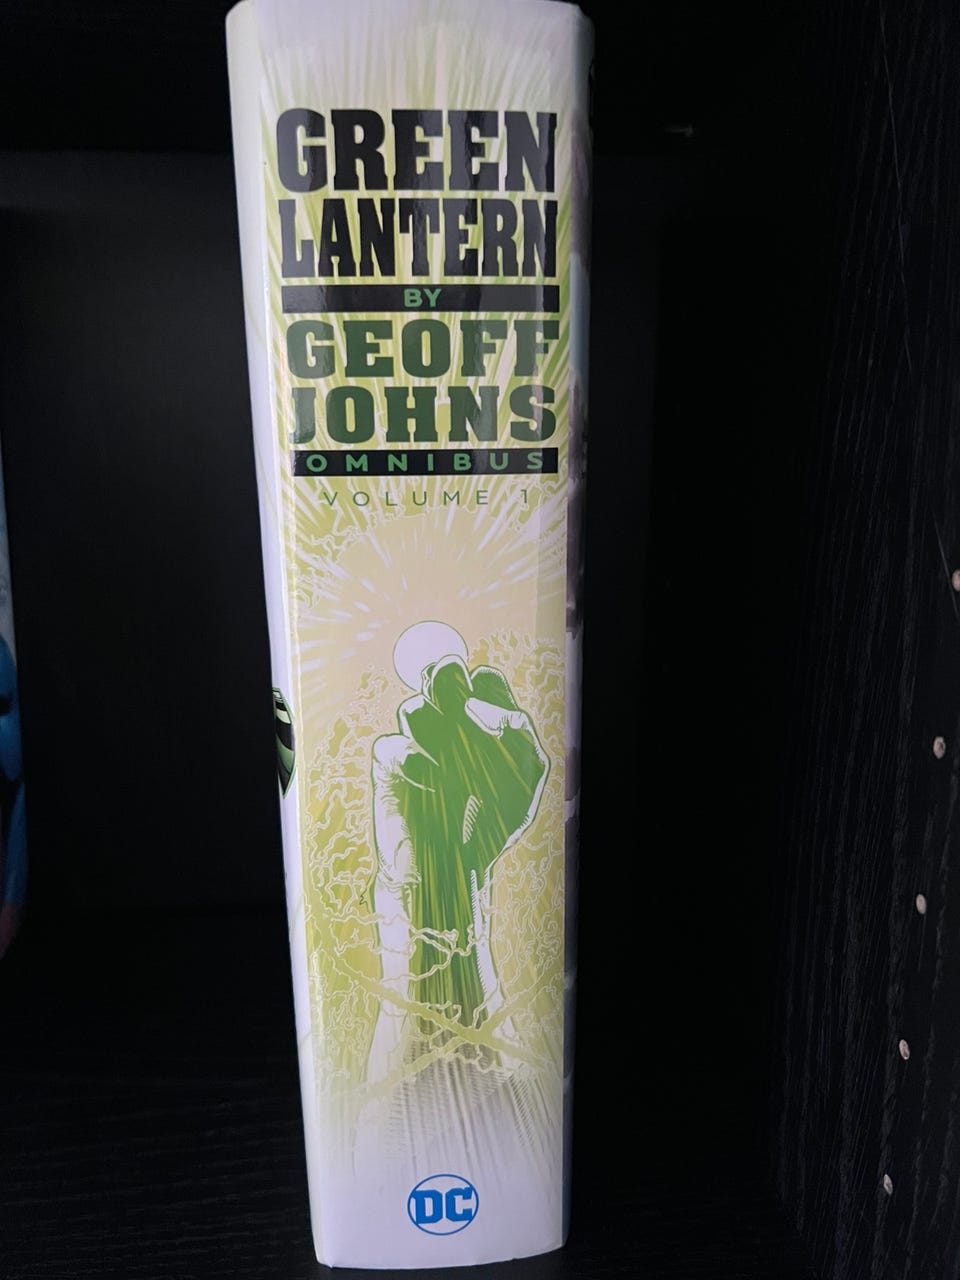 GREEN
LANTERN
BY
GEOFF
JOHNS
OMNIBUS
VOLUME 1
DC